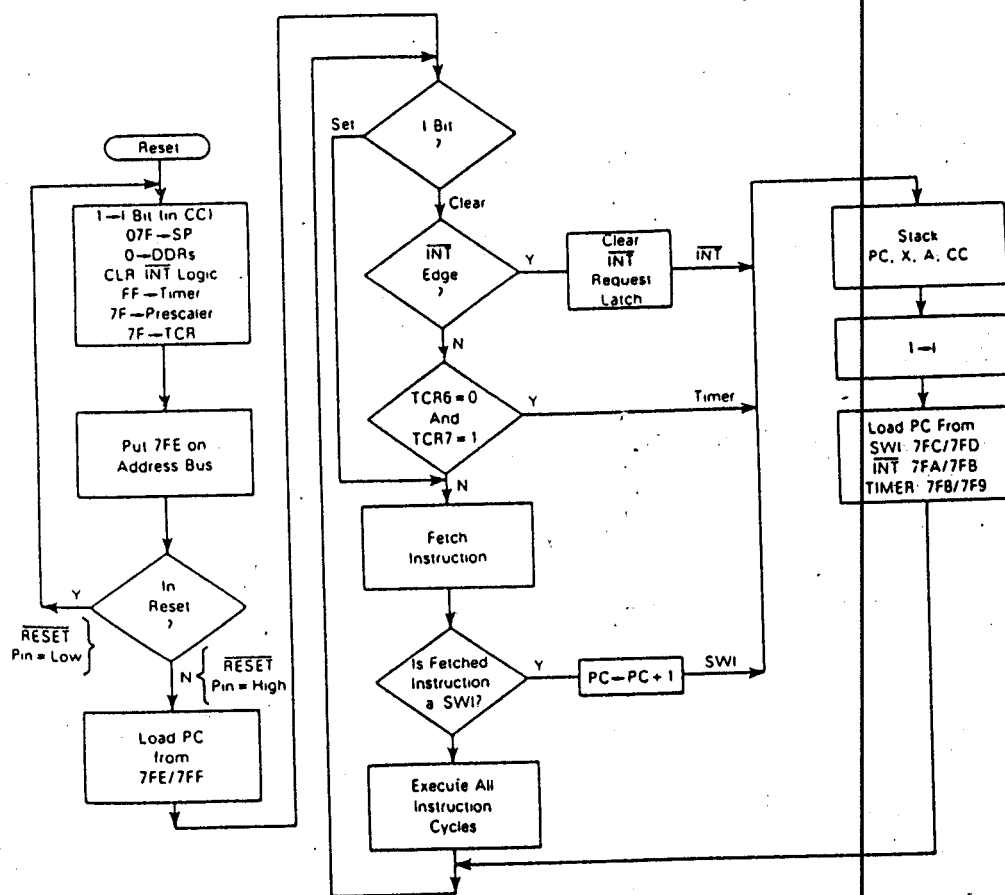 Reset
1→I Bit (in CC)
07F→SP
0→DDRs
CLR INT Logic
FF→Timer
7F→Prescaler
7F→TCR
Put 7FE on
Address Bus
In
Reset
?
Y
RESET
Pin = Low
N
RESET
Pin = High
Load PC
from
7FE/7FF
I Bit
?
Set
Clear
INT
Edge
?
Y
Clear
INT
Request
Latch
INT
N
TCR6 = 0
And
TCR7 = 1
Y
Timer
N
Fetch
Instruction
Is Fetched
Instruction
a SWI?
Y
PC→PC + 1
SWI
Execute All
Instruction
Cycles
Stack
PC, X, A, CC
1→I
Load PC From
SWI: 7FC/7FD
INT 7FA/7FB
TIMER: 7F8/7F9